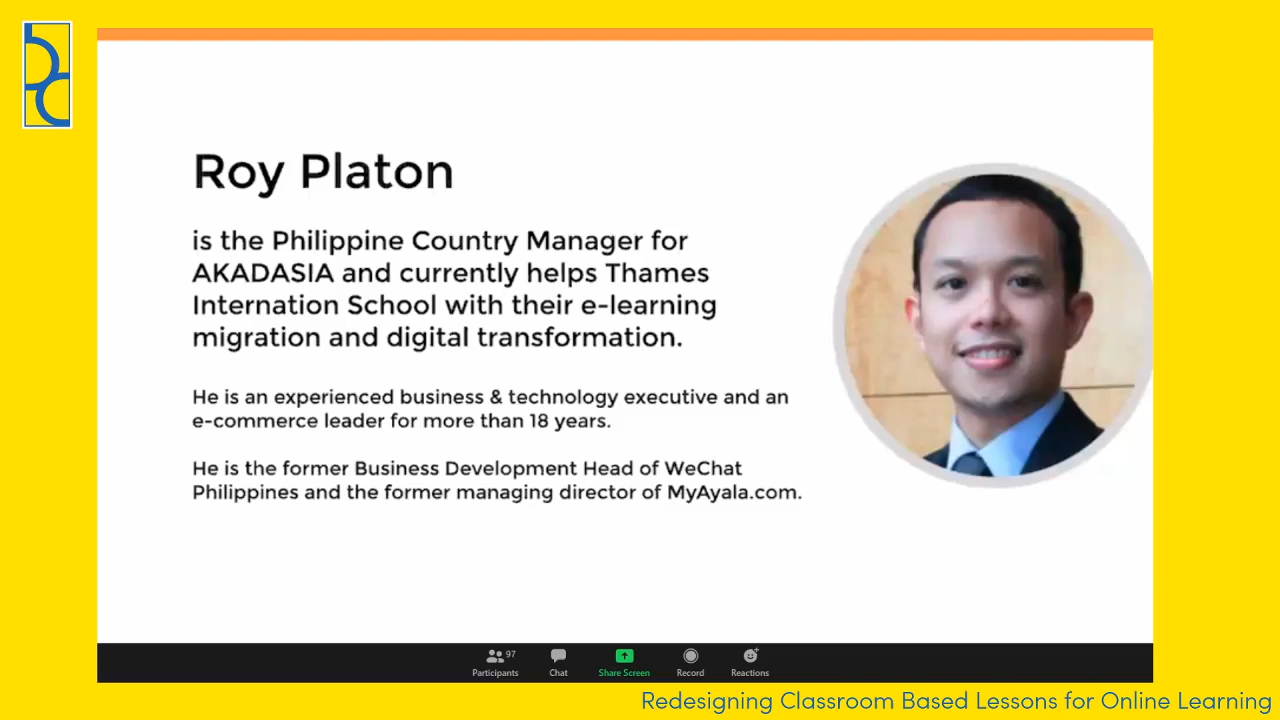 Roy Platon
is the Philippine Country Manager for
AKADASIA and currently helps Thames
Internation School with their e-learning
migration and digital transformation.
He is an experienced business & technology executive and an
e-commerce leader for more than 18 years.
He is the former Business Development Head of WeChat
Philippines and the former managing director of MyAyala.com.
97
Participants
Chat
Share Screen
Record
Reactions
Redesigning Classroom Based Lessons for Online Learning